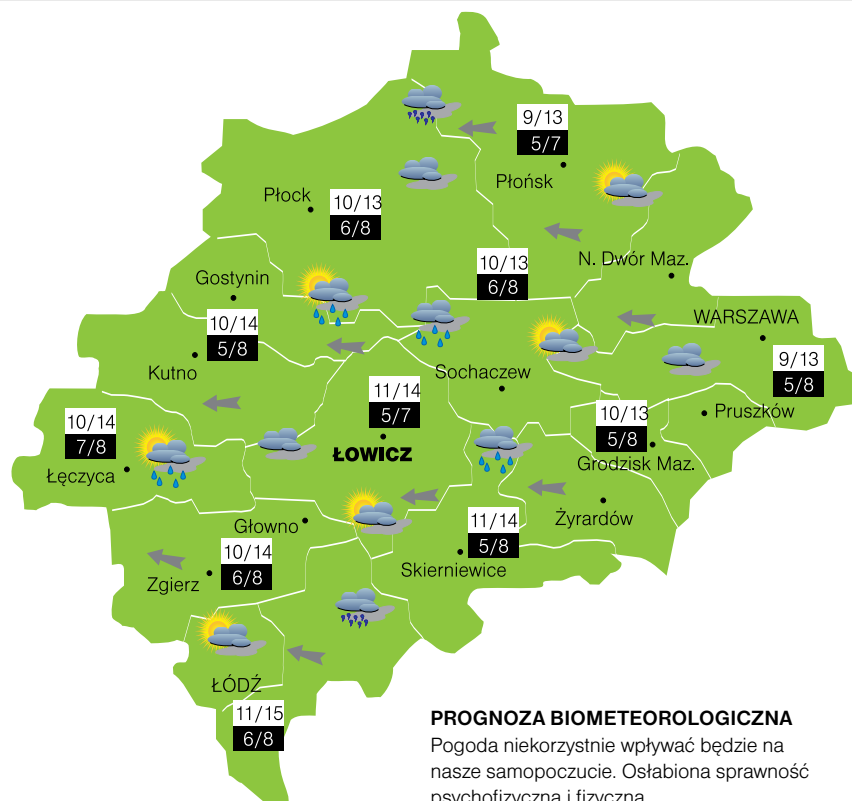 9/13
5/7
Płońsk
Płock
10/13
6/8
N. Dwór Maz.
10/13
6/8
Gostynin
10/14
5/8
Kutno
WARSZAWA
9/13
5/8
Sochaczew
11/14
5/7
ŁOWICZ
10/13
5/8
Grodzisk Maz.
Pruszków
10/14
7/8
Łęczyca
Żyrardów
Głowno
11/14
5/8
Skierniewice
10/14
6/8
Zgierz
ŁÓDŹ
11/15
6/8
PROGNOZA BIOMETEOROLOGICZNA
Pogoda niekorzystnie wpływać będzie na
nasze samopoczucie. Osłabiona sprawność
psychofizyczna i fizyczna